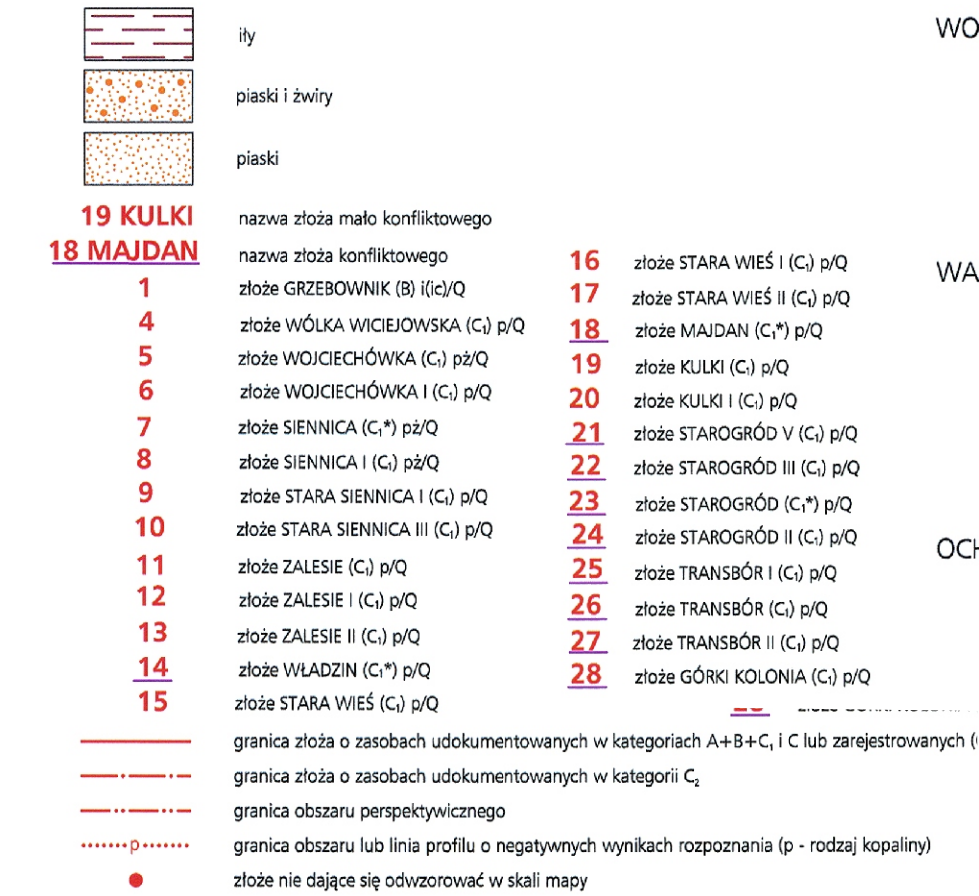 iły
piaski i żwiry
piaski
19 KULKI nazwa złoża mało konfliktowego
18 MAJDAN nazwa złoża konfliktowego
1 złoże GRZEBOWNIK (B) i(ic)/Q
4 złoże WÓLKA WICIEJOWSKA (C₁) p/Q
5 złoże WOJCIECHÓWKA (C₁) pż/Q
6 złoże WOJCIECHÓWKA I (C₁) p/Q
7 złoże SIENNICA (C₁*) pż/Q
8 złoże SIENNICA I (C₁) pż/Q
9 złoże STARA SIENNICA I (C₁) p/Q
10 złoże STARA SIENNICA III (C₁) p/Q
11 złoże ZALESIE (C₁) p/Q
12 złoże ZALESIE I (C₁) p/Q
13 złoże ZALESIE II (C₁) p/Q
14 złoże WŁADZIN (C₁*) p/Q
15 złoże STARA WIEŚ (C₁) p/Q
16 złoże STARA WIEŚ I (C₁) p/Q
17 złoże STARA WIEŚ II (C₁) p/Q
18 złoże MAJDAN (C₁*) p/Q
19 złoże KULKI (C₁) p/Q
20 złoże KULKI I (C₁) p/Q
21 złoże STAROGRÓD V (C₁) p/Q
22 złoże STAROGRÓD III (C₁) p/Q
23 złoże STAROGRÓD (C₁*) p/Q
24 złoże STAROGRÓD II (C₁) p/Q
25 złoże TRANSBÓR I (C₁) p/Q
26 złoże TRANSBÓR (C₁) p/Q
27 złoże TRANSBÓR II (C₁) p/Q
28 złoże GÓRKI KOLONIA (C₁) p/Q
granica złoża o zasobach udokumentowanych w kategoriach A+B+C₁ i C lub zarejestrowanych (
granica złoża o zasobach udokumentowanych w kategorii C₂
granica obszaru perspektywicznego
p granica obszaru lub linia profilu o negatywnych wynikach rozpoznania (p - rodzaj kopaliny)
złoże nie dające się odwzorować w skali mapy
WO
WA
OCH